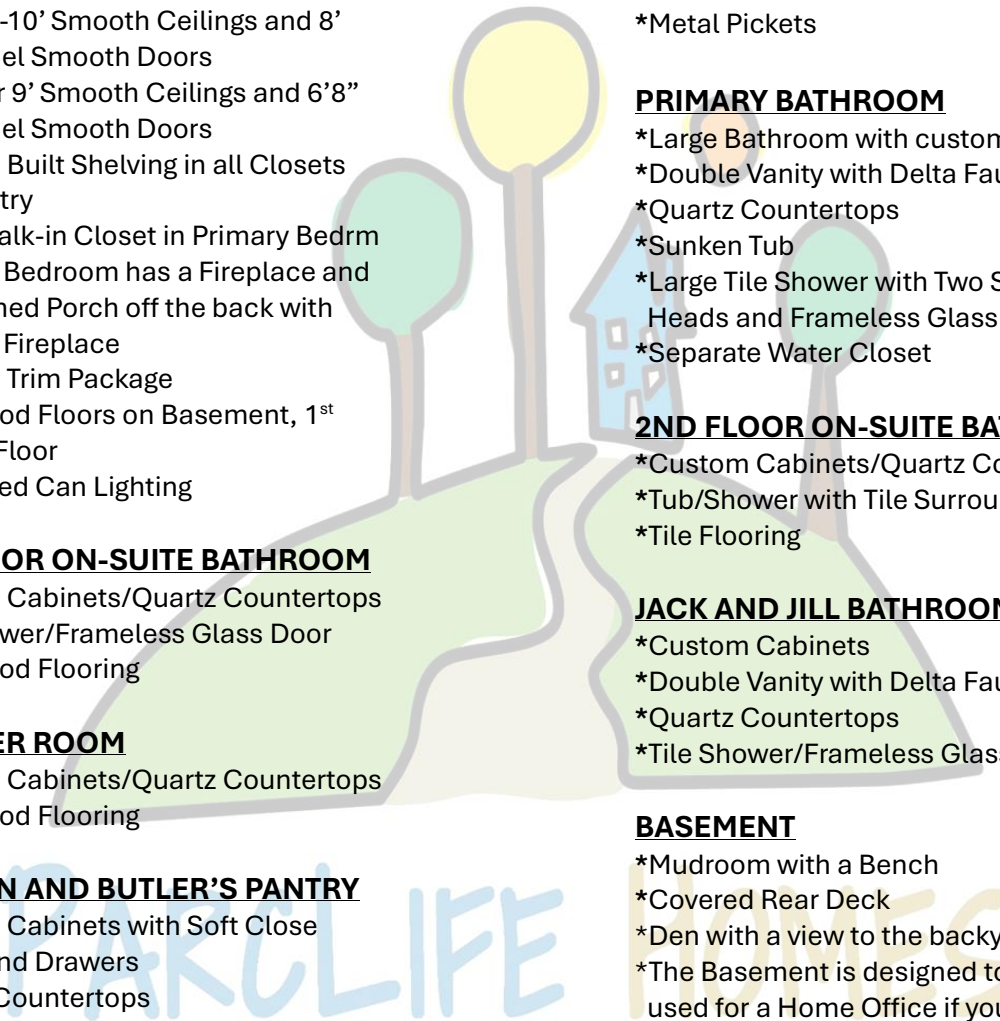 -10’ Smooth Ceilings and 8’
el Smooth Doors
r 9’ Smooth Ceilings and 6’8”
el Smooth Doors
Built Shelving in all Closets
try
alk-in Closet in Primary Bedrm
Bedroom has a Fireplace and
ned Porch off the back with
Fireplace
Trim Package
od Floors on Basement, 1st
Floor
ed Can Lighting
OOR ON-SUITE BATHROOM
Cabinets/Quartz Countertops
wer/Frameless Glass Door
od Flooring
ER ROOM
Cabinets/Quartz Countertops
od Flooring
N AND BUTLER’S PANTRY
Cabinets with Soft Close
nd Drawers
Countertops
*Metal Pickets
PRIMARY BATHROOM
*Large Bathroom with custom
*Double Vanity with Delta Fau
*Quartz Countertops
*Sunken Tub
*Large Tile Shower with Two S
Heads and Frameless Glass
*Separate Water Closet
2ND FLOOR ON-SUITE BAT
*Custom Cabinets/Quartz Co
*Tub/Shower with Tile Surrou
*Tile Flooring
JACK AND JILL BATHROOM
*Custom Cabinets
*Double Vanity with Delta Fau
*Quartz Countertops
*Tile Shower/Frameless Glas
BASEMENT
*Mudroom with a Bench
*Covered Rear Deck
*Den with a view to the backy
*The Basement is designed to
used for a Home Office if you
PARCLIFE HOMES